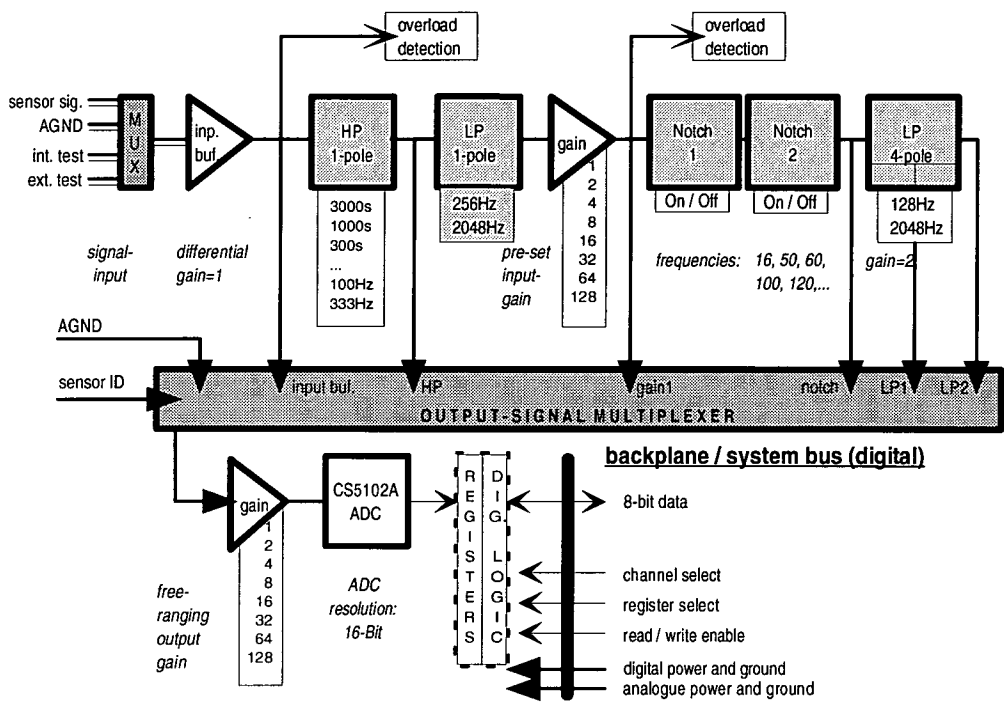 overload
detection
overload
detection
sensor sig.
AGND
int. test
ext. test
M
U
X
inp.
buf.
HP
1-pole
LP
1-pole
gain
Notch
1
Notch
2
LP
4-pole
3000s
1000s
300s
...
100Hz
333Hz
256Hz
2048Hz
1
2
4
8
16
32
64
128
On / Off
On / Off
128Hz
2048Hz
signal-
input
differential
gain=1
pre-set
input-
gain
frequencies: 16, 50, 60,
100, 120,...
gain=2
AGND
sensor ID
input buf.
HP
gain1
notch
LP1
LP2
OUTPUT-SIGNAL MULTIPLEXER
backplane / system bus (digital)
gain
1
2
4
8
16
32
64
128
CS5102A
ADC
REGISTERS
DIG. LOGIC
8-bit data
channel select
register select
read / write enable
digital power and ground
analogue power and ground
free-
ranging
output
gain
ADC
resolution:
16-Bit